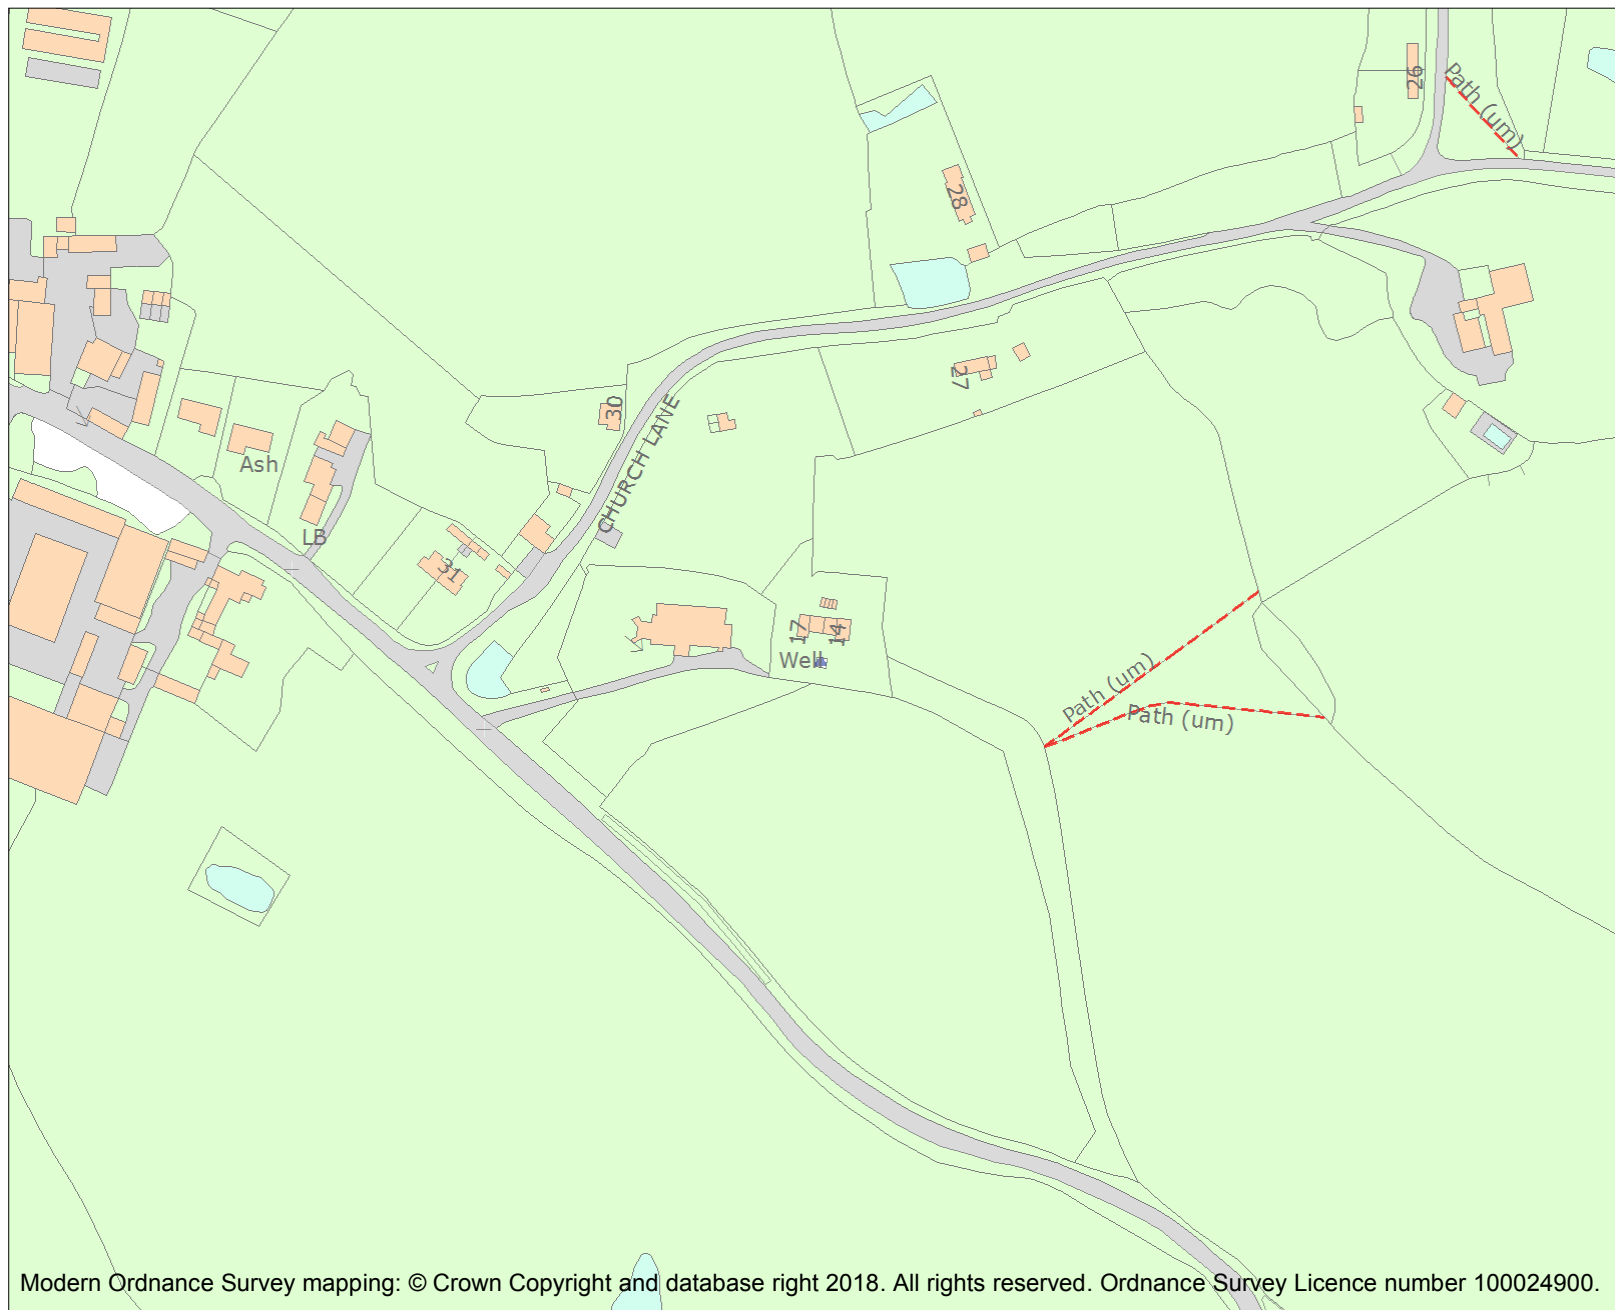 26
Path (um)
28
27
30
CHURCH LANE
Ash
LB
31
17
14
Well
Path (um)
Path (um)
Modern Ordnance Survey mapping: © Crown Copyright and database right 2018. All rights reserved. Ordnance Survey Licence number 100024900.